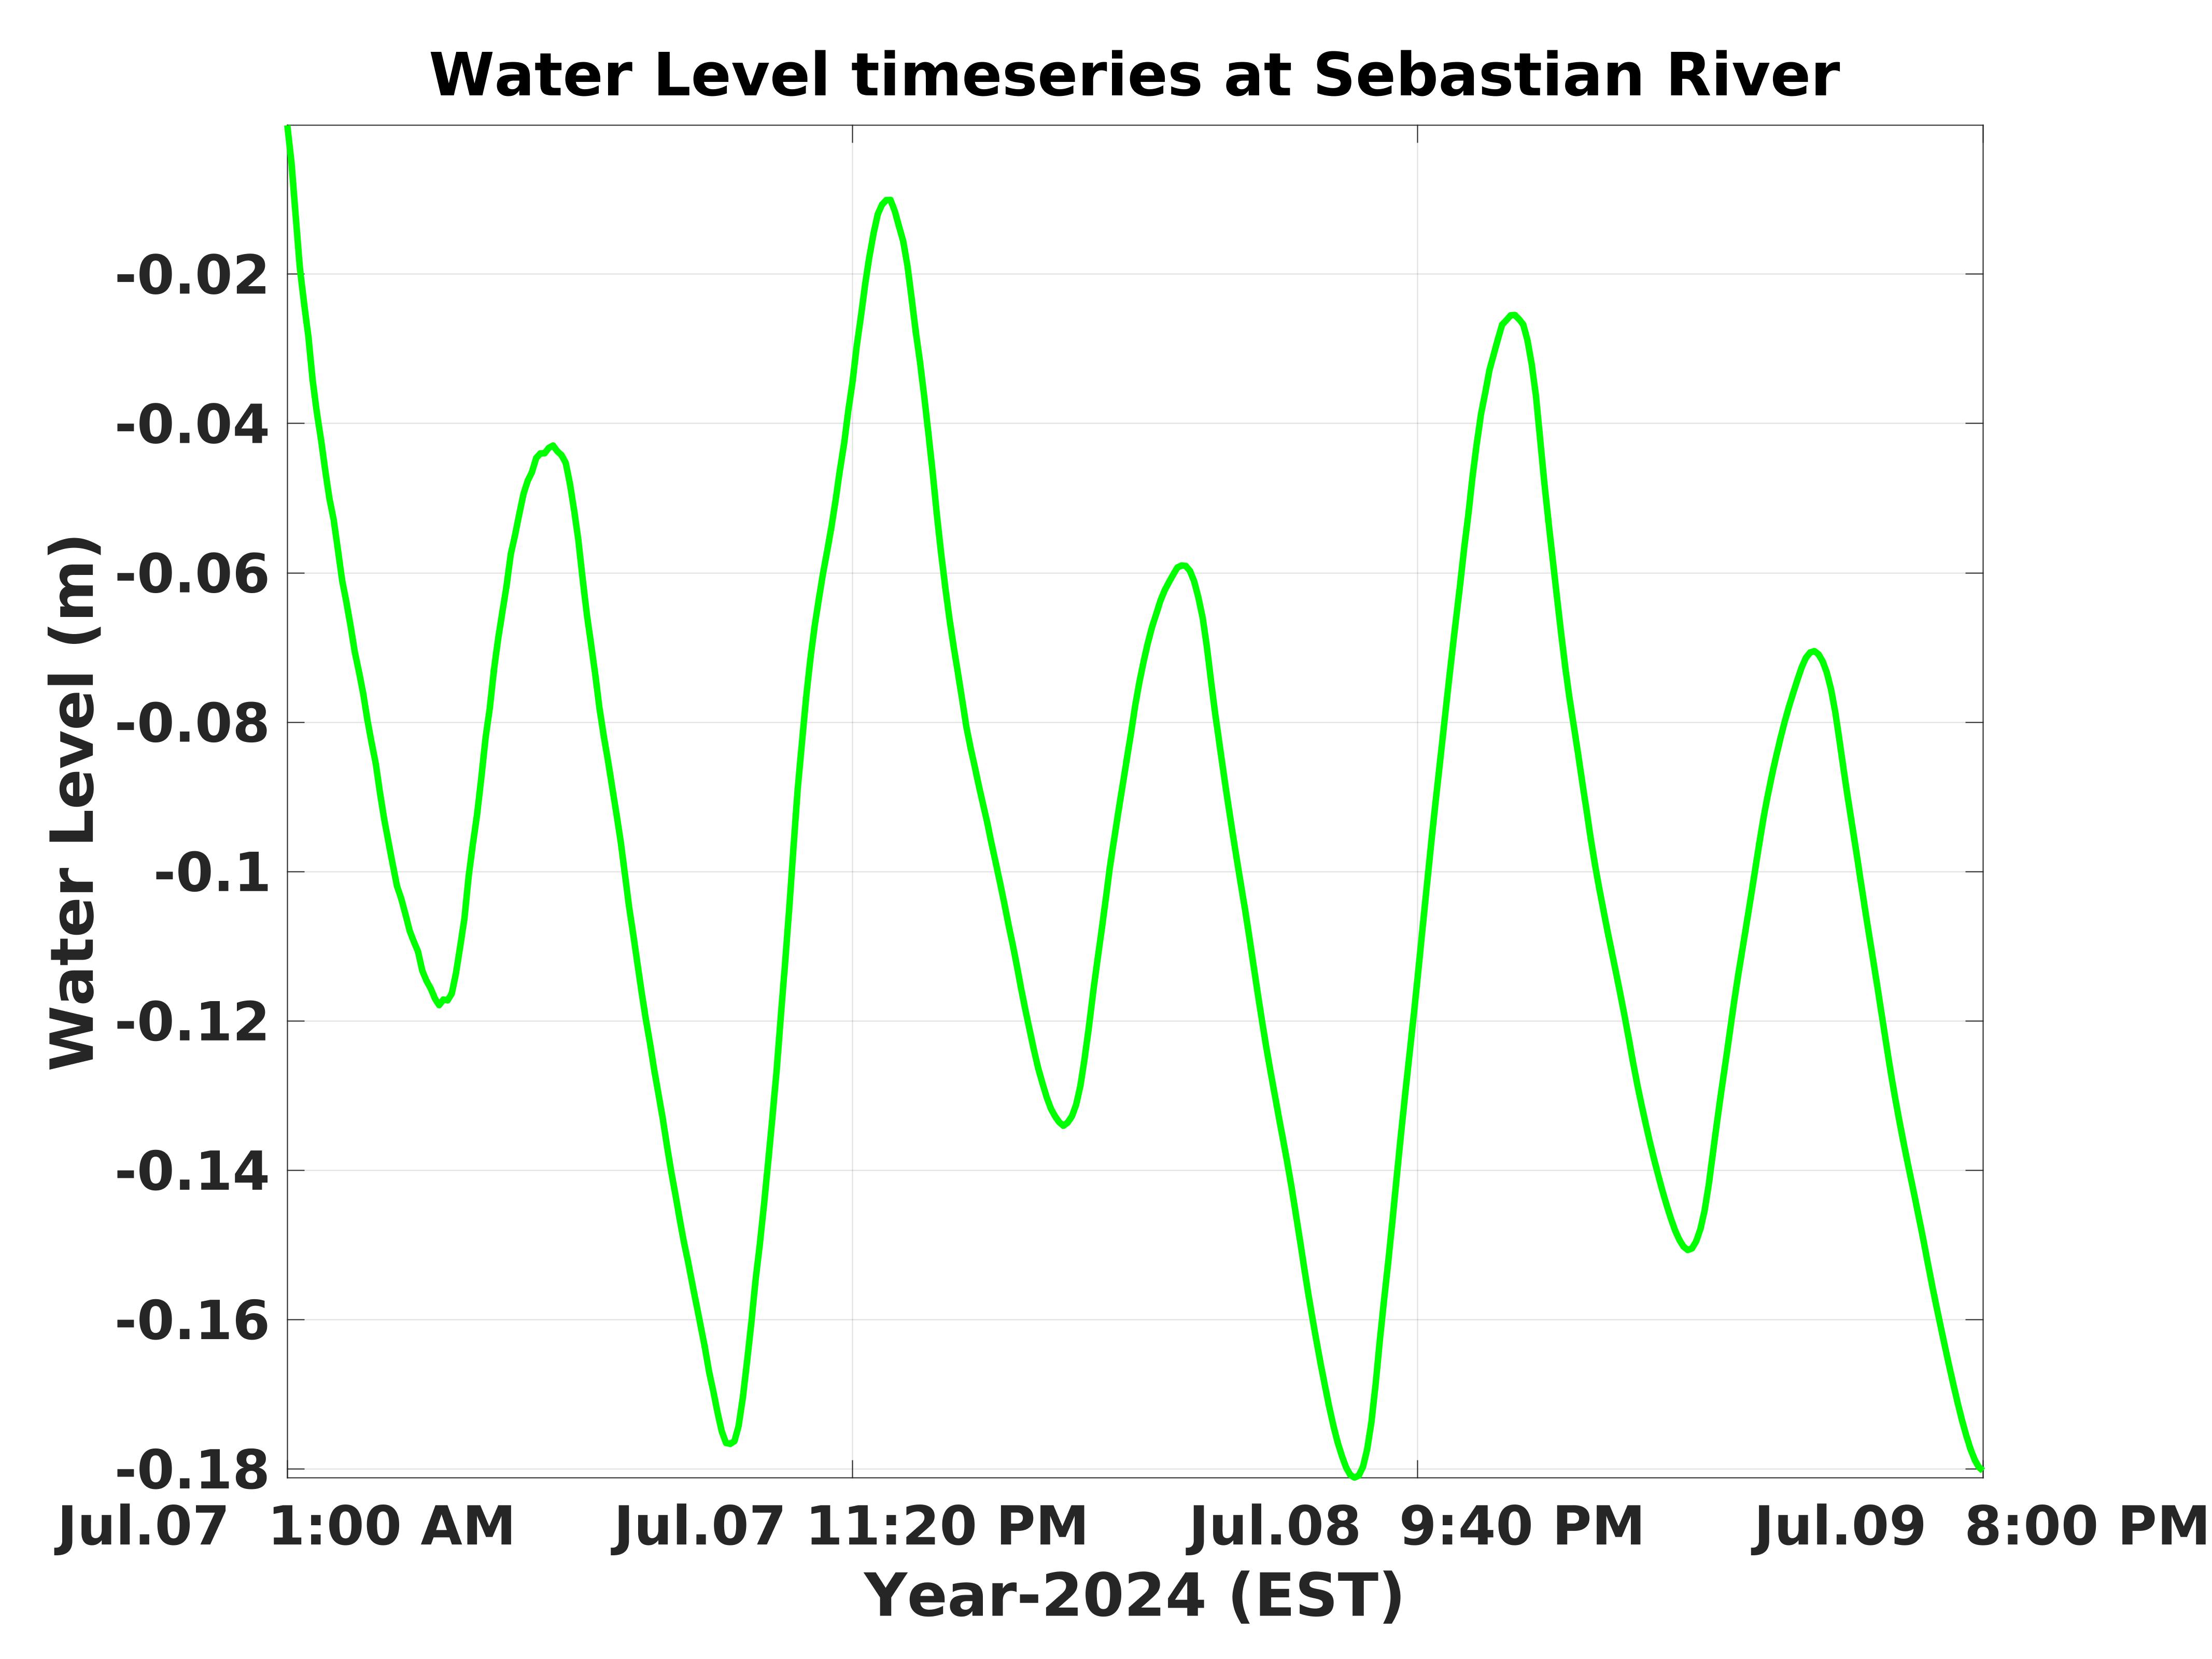 Water Level timeseries at Sebastian River
Water Level (m)
-0.02
-0.04
-0.06
-0.08
-0.1
-0.12
-0.14
-0.16
-0.18
Jul.07 1:00 AM Jul.07 11:20 PM Jul.08 9:40 PM Jul.09 8:00 PM
Year-2024 (EST)